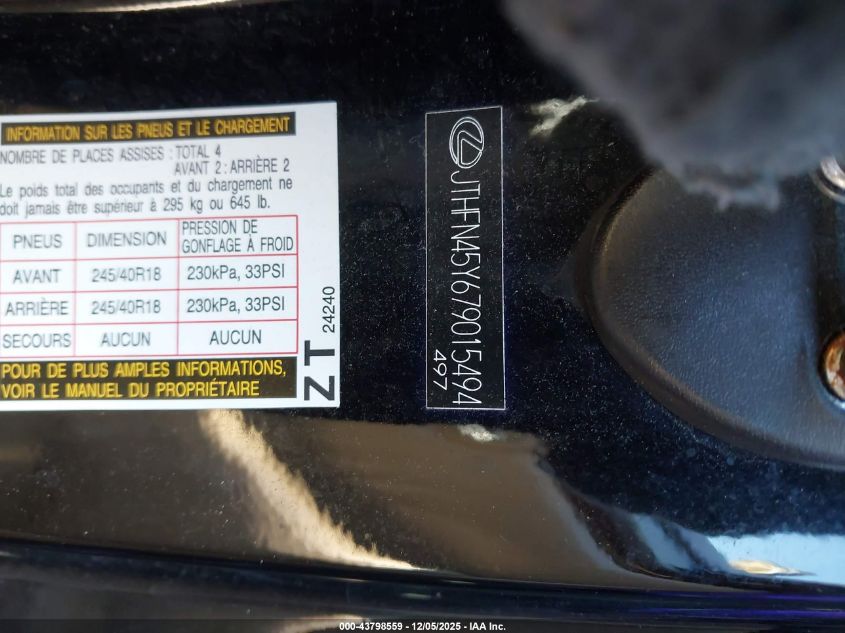 INFORMATION SUR LES PNEUS ET LE CHARGEMENT
NOMBRE DE PLACES ASSISES : TOTAL 4
AVANT 2 : ARRIÈRE 2
Le poids total des occupants et du chargement ne
doit jamais être supérieur à 295 kg ou 645 lb.
PNEUS DIMENSION PRESSION DE GONFLAGE À FROID
AVANT 245/40R18 230kPa, 33PSI
ARRIÈRE 245/40R18 230kPa, 33PSI
SECOURS AUCUN AUCUN
POUR DE PLUS AMPLES INFORMATIONS,
VOIR LE MANUEL DU PROPRIÉTAIRE
ZT 24240
JTHFN45Y679015494
497
000-43798559 - 12/05/2025 - IAA Inc.